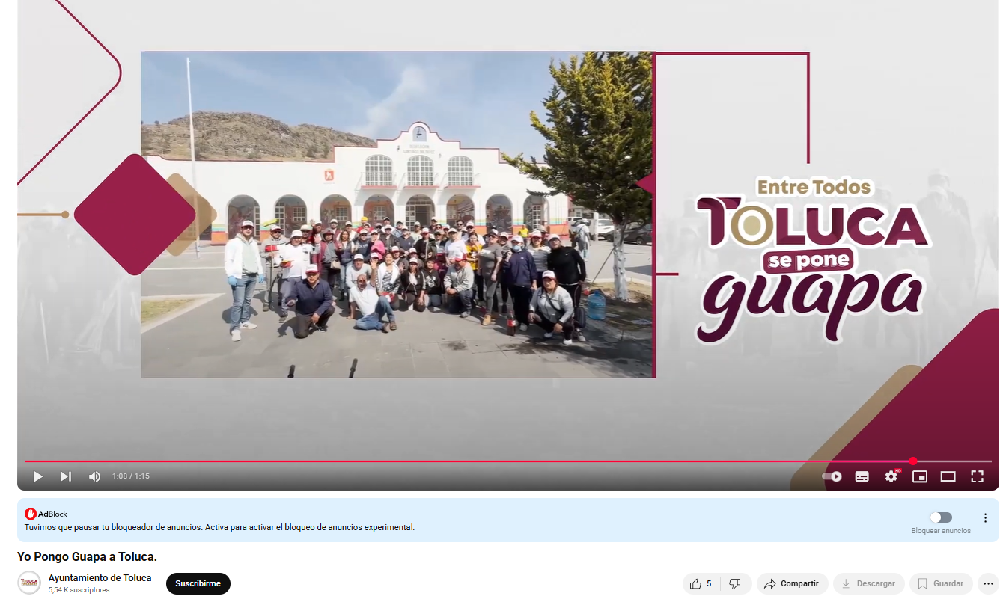 Entre Todos
TOLUCA
se pone
guapa
1:08 / 1:15
HD
AdBlock
Tuvimos que pausar tu bloqueador de anuncios. Activa para activar el bloqueo de anuncios experimental.
Bloquear anuncios
Yo Pongo Guapa a Toluca.
TOLUCA
Ayuntamiento de Toluca
5,54 K suscriptores
Suscribirme
5
Compartir
Descargar
Guardar